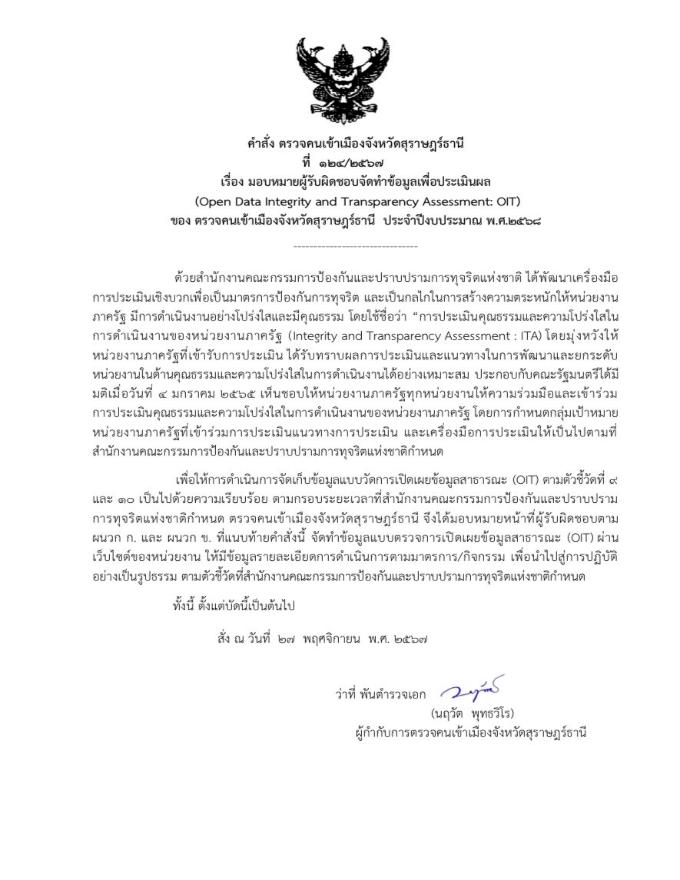 คำสั่ง ตรวจคนเข้าเมืองจังหวัดสุราษฎร์ธานี
ที่ ๑๒๔/๒๕๖๗
เรื่อง มอบหมายผู้รับผิดชอบจัดทำข้อมูลเพื่อประเมินผล
(Open Data Integrity and Transparency Assessment: OIT)
ของ ตรวจคนเข้าเมืองจังหวัดสุราษฎร์ธานี ประจำปีงบประมาณ พ.ศ.๒๕๖๘
-------------------------------
ด้วยสำนักงานคณะกรรมการป้องกันและปราบปรามการทุจริตแห่งชาติ ได้พัฒนาเครื่องมือ
การประเมินเชิงบวกเพื่อเป็นมาตรการป้องกันการทุจริต และเป็นกลไกในการสร้างความตระหนักให้หน่วยงาน
ภาครัฐ มีการดำเนินงานอย่างโปร่งใสและมีคุณธรรม โดยใช้ชื่อว่า "การประเมินคุณธรรมและความโปร่งใสใน
การดำเนินงานของหน่วยงานภาครัฐ (Integrity and Transparency Assessment : ITA) โดยมุ่งหวังให้
หน่วยงานภาครัฐที่เข้ารับการประเมิน ได้รับทราบผลการประเมินและแนวทางในการพัฒนาและยกระดับ
หน่วยงานในด้านคุณธรรมและความโปร่งใสในการดำเนินงานได้อย่างเหมาะสม ประกอบกับคณะรัฐมนตรีได้มี
มติเมื่อวันที่ ๔ มกราคม ๒๕๖๕ เห็นชอบให้หน่วยงานภาครัฐทุกหน่วยงานให้ความร่วมมือและเข้าร่วม
การประเมินคุณธรรมและความโปร่งใสในการดำเนินงานของหน่วยงานภาครัฐ โดยการกำหนดกลุ่มเป้าหมาย
หน่วยงานภาครัฐที่เข้าร่วมการประเมินแนวทางการประเมิน และเครื่องมือการประเมินให้เป็นไปตามที่
สำนักงานคณะกรรมการป้องกันและปราบปรามการทุจริตแห่งชาติกำหนด
เพื่อให้การดำเนินการจัดเก็บข้อมูลแบบวัดการเปิดเผยข้อมูลสาธารณะ (OIT) ตามตัวชี้วัดที่ ๙
และ ๑๐ เป็นไปด้วยความเรียบร้อย ตามกรอบระยะเวลาที่สำนักงานคณะกรรมการป้องกันและปราบปราม
การทุจริตแห่งชาติกำหนด ตรวจคนเข้าเมืองจังหวัดสุราษฎร์ธานี จึงได้มอบหมายหน้าที่ผู้รับผิดชอบตาม
ผนวก ก. และ ผนวก ข. ที่แนบท้ายคำสั่งนี้ จัดทำข้อมูลแบบตรวจการเปิดเผยข้อมูลสาธารณะ (OIT) ผ่าน
เว็บไซต์ของหน่วยงาน ให้มีข้อมูลรายละเอียดการดำเนินการตามมาตรการ/กิจกรรม เพื่อนำไปสู่การปฏิบัติ
อย่างเป็นรูปธรรม ตามตัวชี้วัดที่สำนักงานคณะกรรมการป้องกันและปราบปรามการทุจริตแห่งชาติกำหนด
ทั้งนี้ ตั้งแต่บัดนี้เป็นต้นไป
สั่ง ณ วันที่ ๒๗ พฤศจิกายน พ.ศ. ๒๕๖๗
ว่าที่ พันตำรวจเอก
(นฤวัต พุทธวิโร)
ผู้กำกับการตรวจคนเข้าเมืองจังหวัดสุราษฎร์ธานี